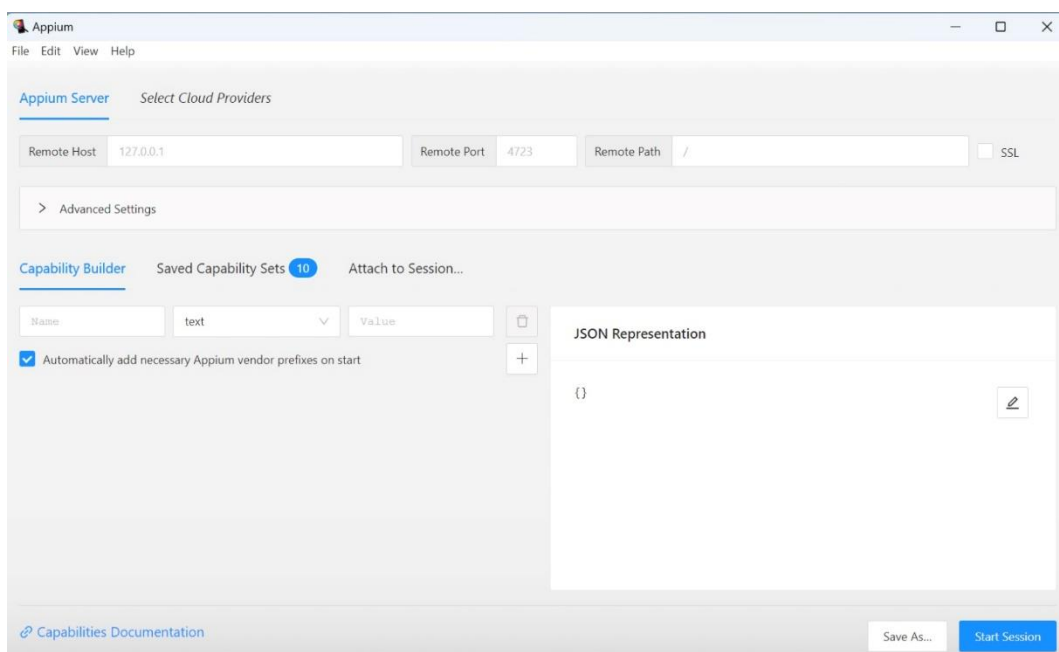 Appium
File Edit View Help
Appium Server Select Cloud Providers
Remote Host 127.0.0.1 Remote Port 4723 Remote Path / SSL
Advanced Settings
Capability Builder Saved Capability Sets 10 Attach to Session...
Name text Value
Automatically add necessary Appium vendor prefixes on start
JSON Representation
{}
Capabilities Documentation
Save As... Start Session